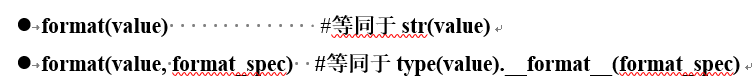 ●format(value) #等同于 str(value)
●format(value, format_spec) #等同于 type(value).__format__(format_spec)